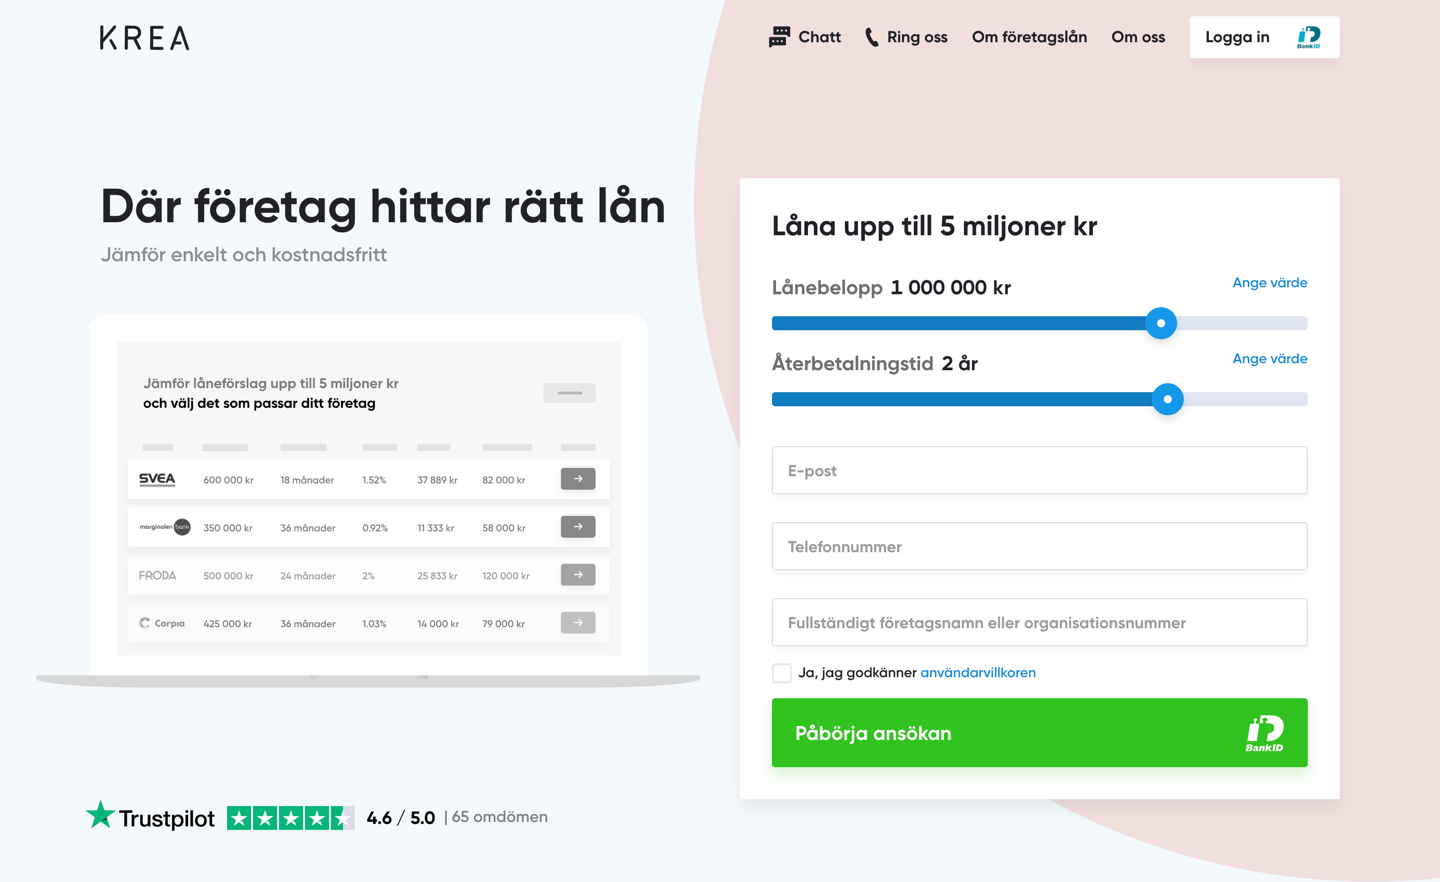 KREA
Chatt
Ring oss
Om företagslån
Om oss
Logga in
BankID
Där företag hittar rätt lån
Jämför enkelt och kostnadsfritt
Jämför låneförslag upp till 5 miljoner kr
och välj det som passar ditt företag
SVEA 600 000 kr 18 månader 1.52% 37 889 kr 82 000 kr
marginalen bank 350 000 kr 36 månader 0.92% 11 333 kr 58 000 kr
FRODA 500 000 kr 24 månader 2% 25 833 kr 120 000 kr
Corpia 425 000 kr 36 månader 1.03% 14 000 kr 79 000 kr
Trustpilot 4.6 / 5.0 | 65 omdömen
Låna upp till 5 miljoner kr
Lånebelopp 1 000 000 kr Ange värde
Återbetalningstid 2 år Ange värde
E-post
Telefonnummer
Fullständigt företagsnamn eller organisationsnummer
Ja, jag godkänner användarvillkoren
Påbörja ansökan
BankID